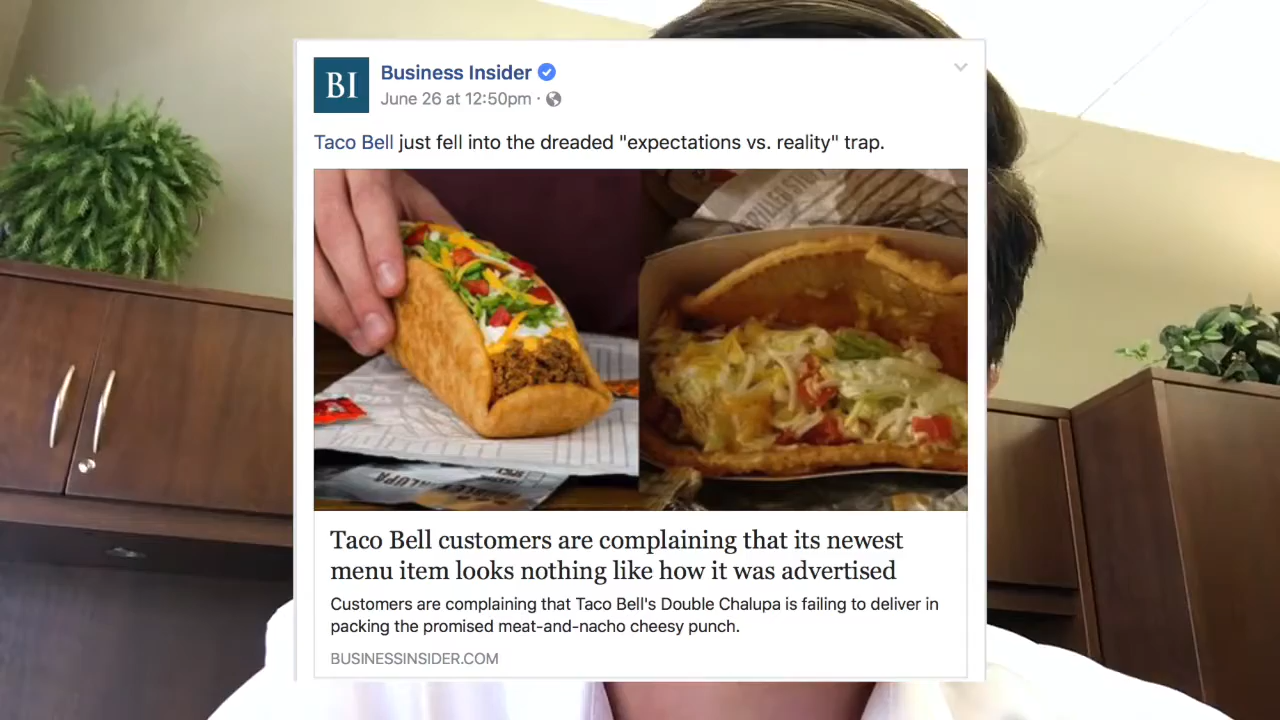 BI
Business Insider
June 26 at 12:50pm ·
Taco Bell just fell into the dreaded "expectations vs. reality" trap.
Taco Bell customers are complaining that its newest
menu item looks nothing like how it was advertised
Customers are complaining that Taco Bell's Double Chalupa is failing to deliver in
packing the promised meat-and-nacho cheesy punch.
BUSINESSINSIDER.COM